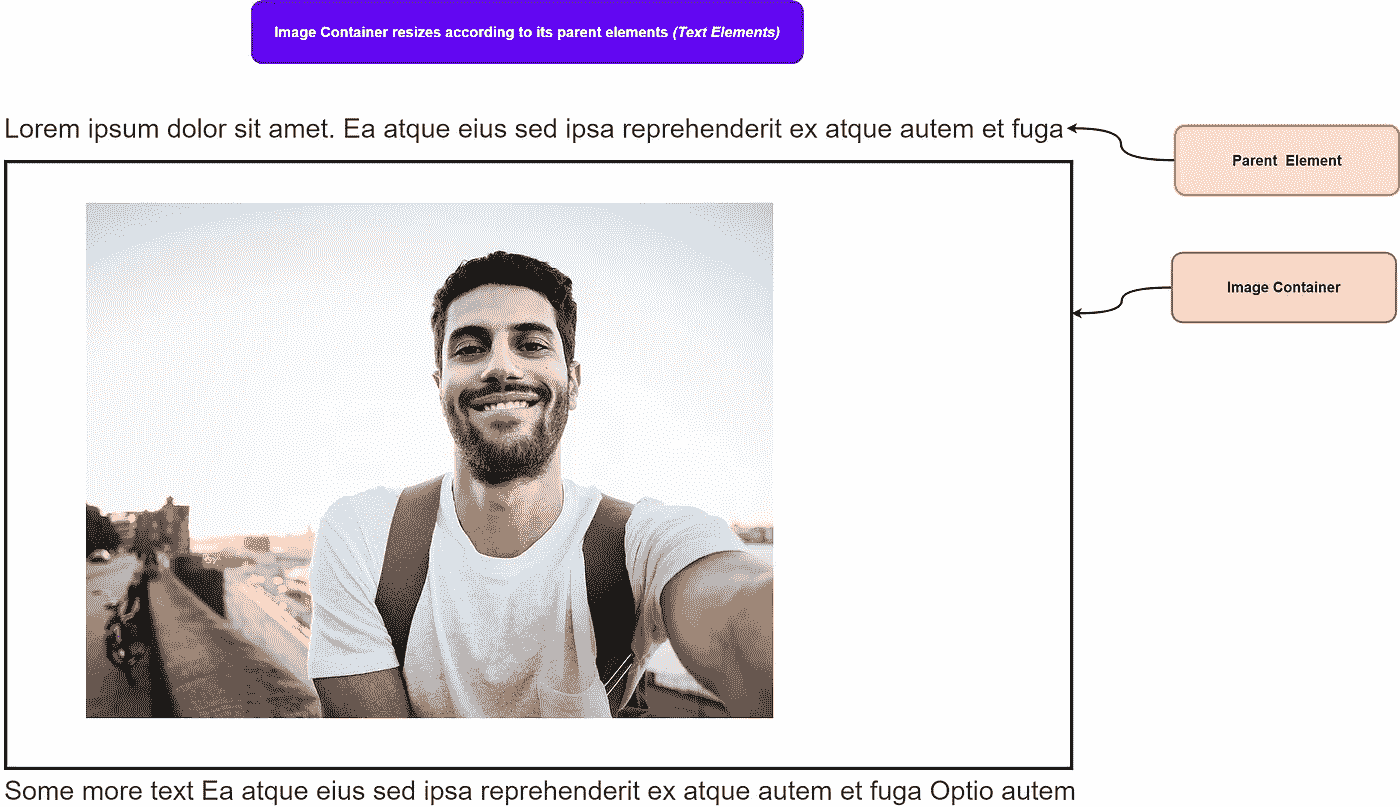 Image Container resizes according to its parent elements (Text Elements)
Lorem ipsum dolor sit amet. Ea atque eius sed ipsa reprehenderit ex atque autem et fuga
Parent Element
Image Container
Some more text Ea atque eius sed ipsa reprehenderit ex atque autem et fuga Optio autem